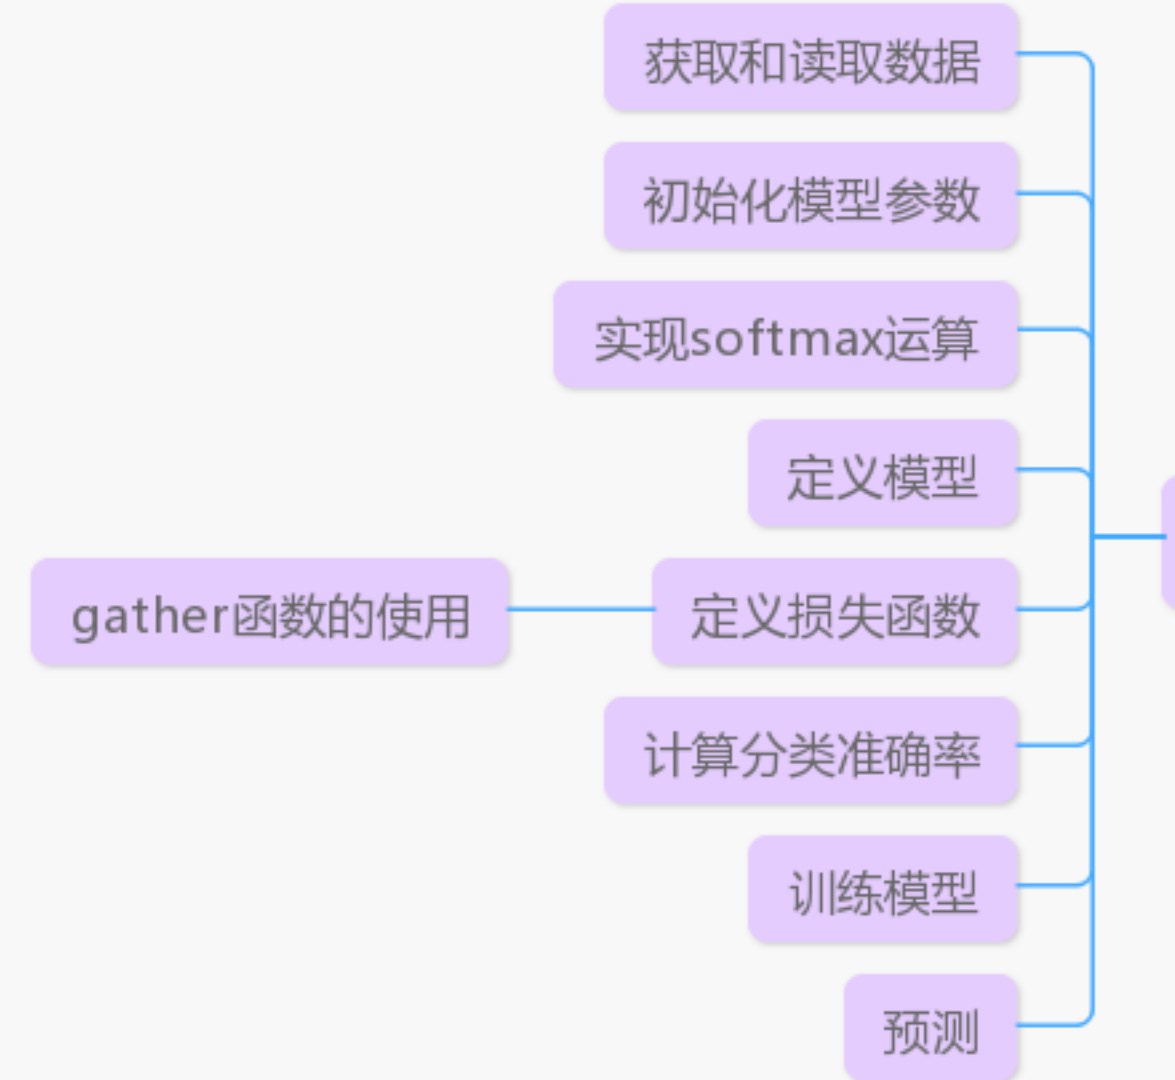 获取和读取数据
初始化模型参数
实现softmax运算
定义模型
gather函数的使用
定义损失函数
计算分类准确率
训练模型
预测